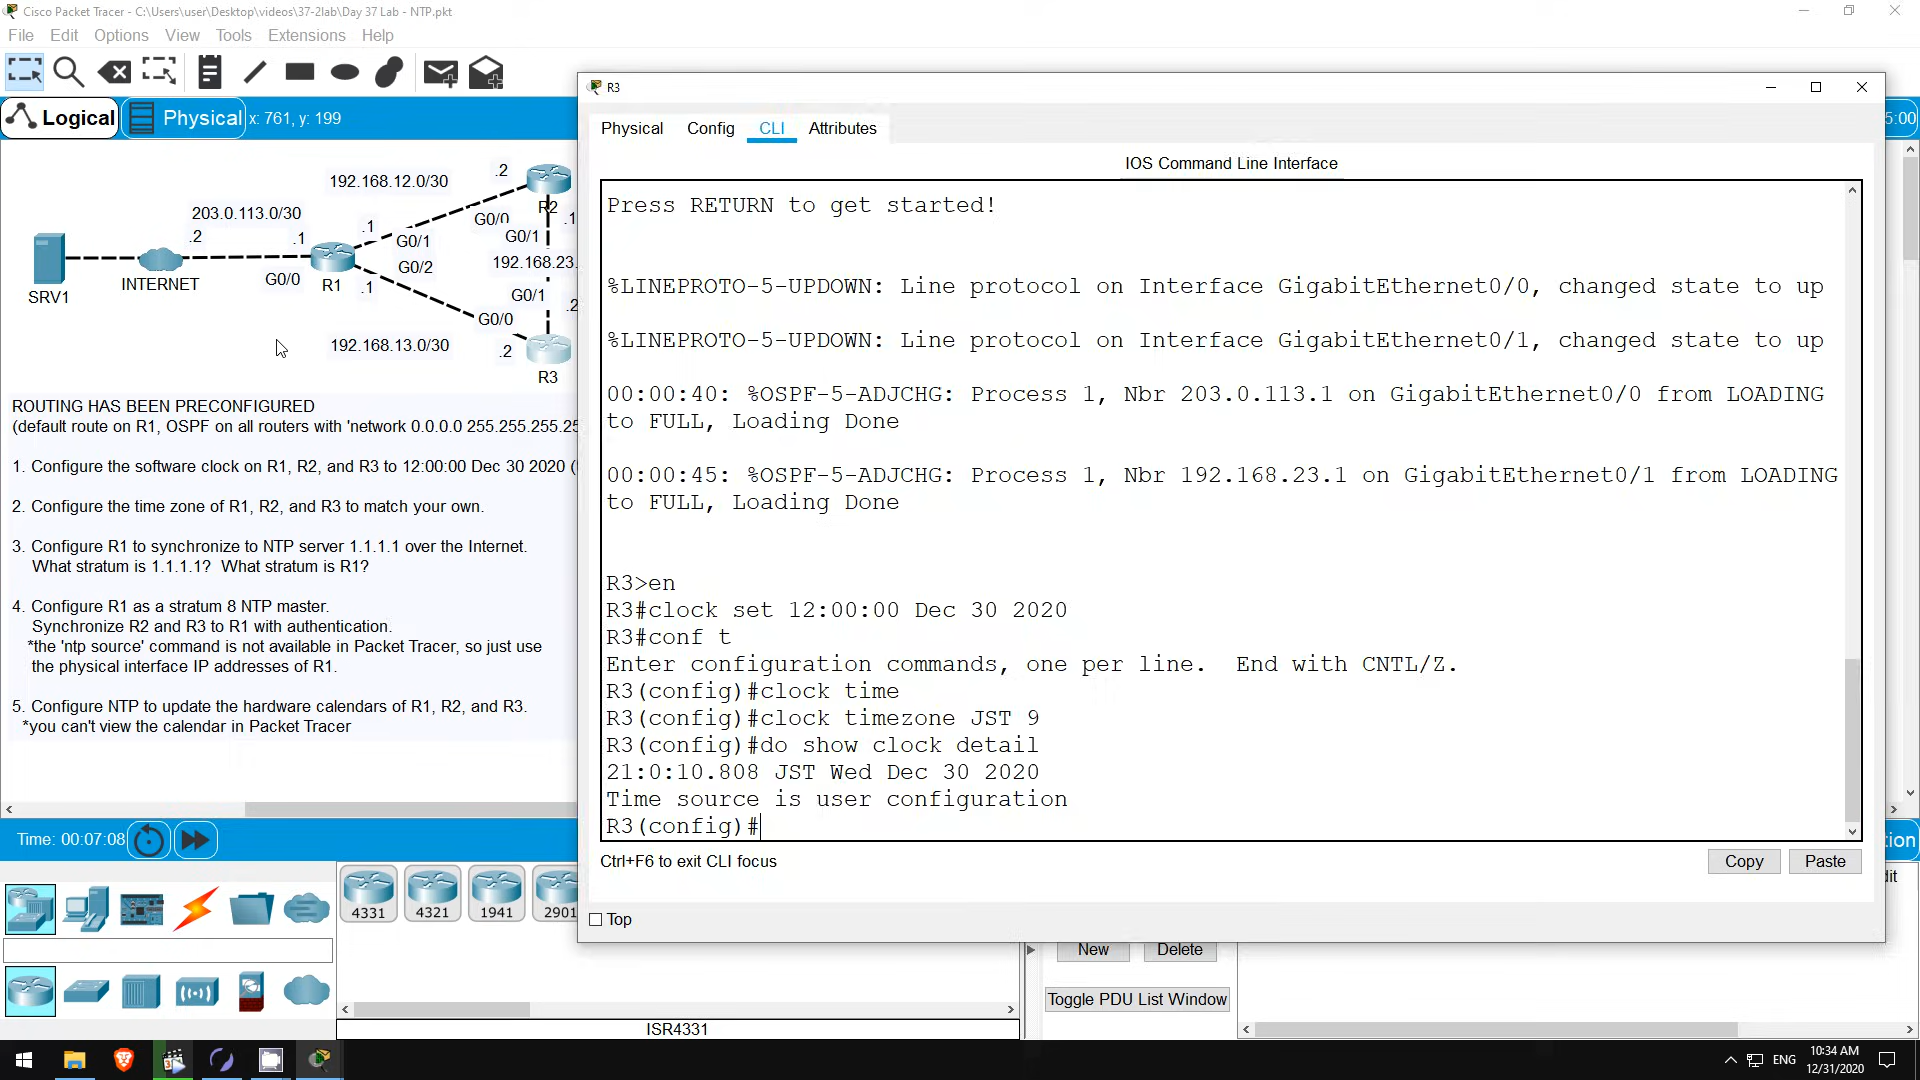 Cisco Packet Tracer - C:\Users\user\Desktop\videos\37-2lab\Day 37 Lab - NTP.pkt
File Edit Options View Tools Extensions Help
Logical Physical x: 761, y: 199
5:00
192.168.12.0/30
.2
203.0.113.0/30
R2
.2
.1
.1
G0/0
.1
G0/1
G0/1
192.168.23.
G0/2
G0/0
R1
.1
INTERNET
SRV1
G0/1
.2
G0/0
192.168.13.0/30
.2
R3
ROUTING HAS BEEN PRECONFIGURED
(default route on R1, OSPF on all routers with 'network 0.0.0.0 255.255.255.25
1. Configure the software clock on R1, R2, and R3 to 12:00:00 Dec 30 2020 (
2. Configure the time zone of R1, R2, and R3 to match your own.
3. Configure R1 to synchronize to NTP server 1.1.1.1 over the Internet.
What stratum is 1.1.1.1? What stratum is R1?
4. Configure R1 as a stratum 8 NTP master.
Synchronize R2 and R3 to R1 with authentication.
*the 'ntp source' command is not available in Packet Tracer, so just use
the physical interface IP addresses of R1.
5. Configure NTP to update the hardware calendars of R1, R2, and R3.
*you can't view the calendar in Packet Tracer
Time: 00:07:08
R3
Physical Config CLI Attributes
IOS Command Line Interface
Press RETURN to get started!
%LINEPROTO-5-UPDOWN: Line protocol on Interface GigabitEthernet0/0, changed state to up
%LINEPROTO-5-UPDOWN: Line protocol on Interface GigabitEthernet0/1, changed state to up
00:00:40: %OSPF-5-ADJCHG: Process 1, Nbr 203.0.113.1 on GigabitEthernet0/0 from LOADING
to FULL, Loading Done
00:00:45: %OSPF-5-ADJCHG: Process 1, Nbr 192.168.23.1 on GigabitEthernet0/1 from LOADING
to FULL, Loading Done
R3>en
R3#clock set 12:00:00 Dec 30 2020
R3#conf t
Enter configuration commands, one per line.  End with CNTL/Z.
R3(config)#clock time
R3(config)#clock timezone JST 9
R3(config)#do show clock detail
21:0:10.808 JST Wed Dec 30 2020
Time source is user configuration
R3(config)#
Ctrl+F6 to exit CLI focus
Copy Paste
Top
tion
dit
4331 4321 1941 2901
New Delete
Toggle PDU List Window
ISR4331
ENG
10:34 AM
12/31/2020